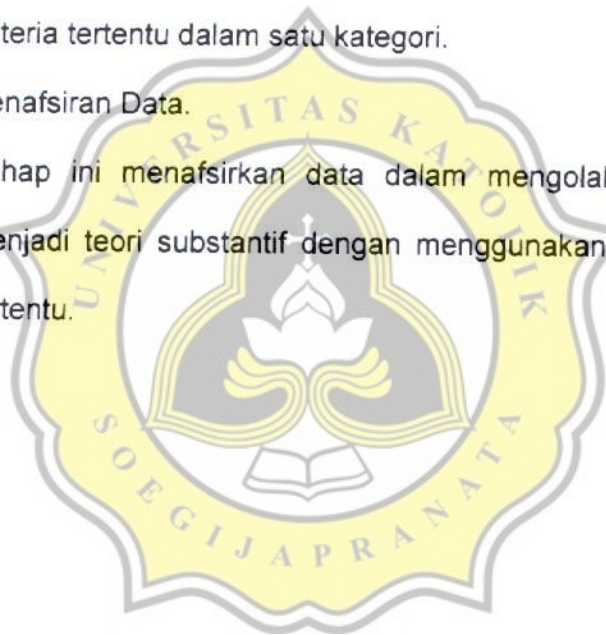 teria tertentu dalam satu kategori.
enafsiran Data.
hap ini menafsirkan data dalam mengolal
enjadi teori substantif dengan menggunakan
tentu.
UNIVERSITAS KATOLIK
SOEGIJAPRANATA